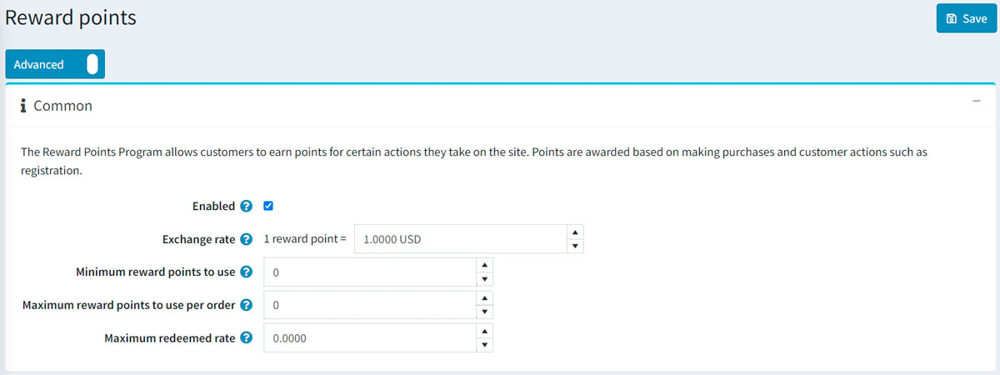 Reward points
Save
Advanced
Common
The Reward Points Program allows customers to earn points for certain actions they take on the site. Points are awarded based on making purchases and customer actions such as
registration.
Enabled
Exchange rate 1 reward point = 1.0000 USD
Minimum reward points to use 0
Maximum reward points to use per order 0
Maximum redeemed rate 0.0000